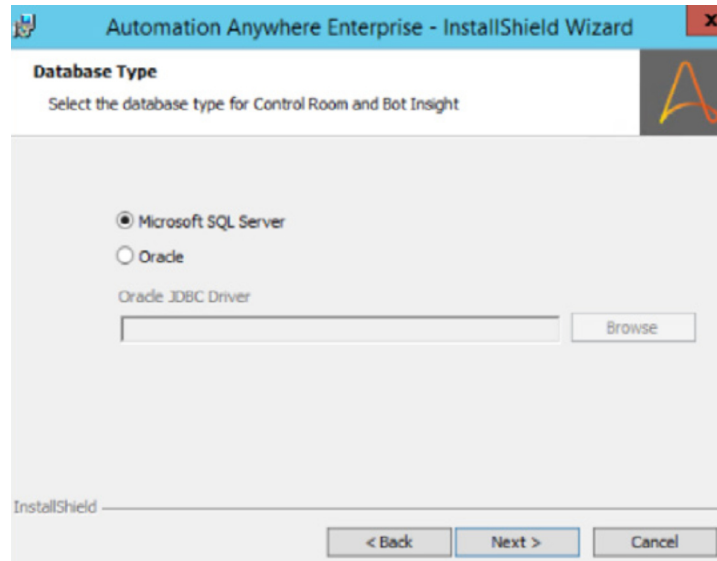 Automation Anywhere Enterprise - InstallShield Wizard
x
Database Type
Select the database type for Control Room and Bot Insight
Microsoft SQL Server
Oracle
Oracle JDBC Driver
Browse
InstallShield
< Back Next > Cancel